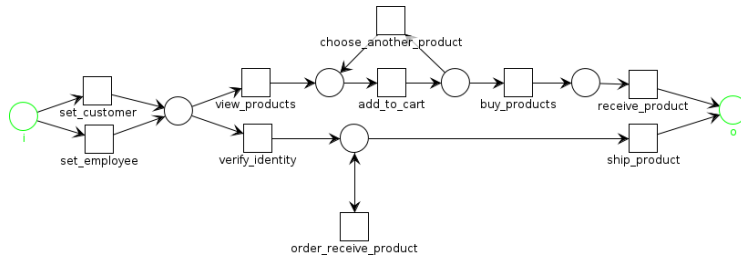 choose_another_product
set_customer
view_products
add_to_cart
buy_products
receive_product
i
o
set_employee
verify_identity
ship_product
order_receive_product